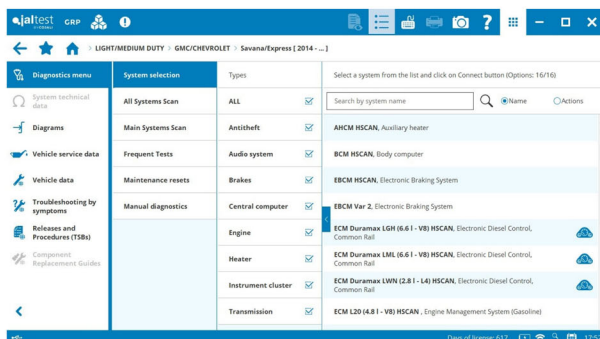 jaltest GRP
LIGHT/MEDIUM DUTY > GMC/CHEVROLET > Savana/Express [ 2014 - ... ]
Diagnostics menu
System technical
data
Diagrams
Vehicle service data
Vehicle data
Troubleshooting by
symptoms
Releases and
Procedures (TSBs)
Component
Replacement Guides
System selection
All Systems Scan
Main Systems Scan
Frequent Tests
Maintenance resets
Manual diagnostics
Types
ALL
Antitheft
Audio system
Brakes
Central computer
Engine
Heater
Instrument cluster
Transmission
Select a system from the list and click on Connect button (Options: 16/16)
Search by system name
Name
Actions
AHCM HSCAN, Auxiliary heater
BCM HSCAN, Body computer
EBCM HSCAN, Electronic Braking System
EBCM Var 2, Electronic Braking System
ECM Duramax LGH (6.6 l - V8) HSCAN, Electronic Diesel Control,
Common Rail
ECM Duramax LML (6.6 l - V8) HSCAN, Electronic Diesel Control,
Common Rail
ECM Duramax LWN (2.8 l - L4) HSCAN, Electronic Diesel Control,
Common Rail
ECM L20 (4.8 l - V8) HSCAN , Engine Management System (Gasoline)
Days of license: 617
17:57